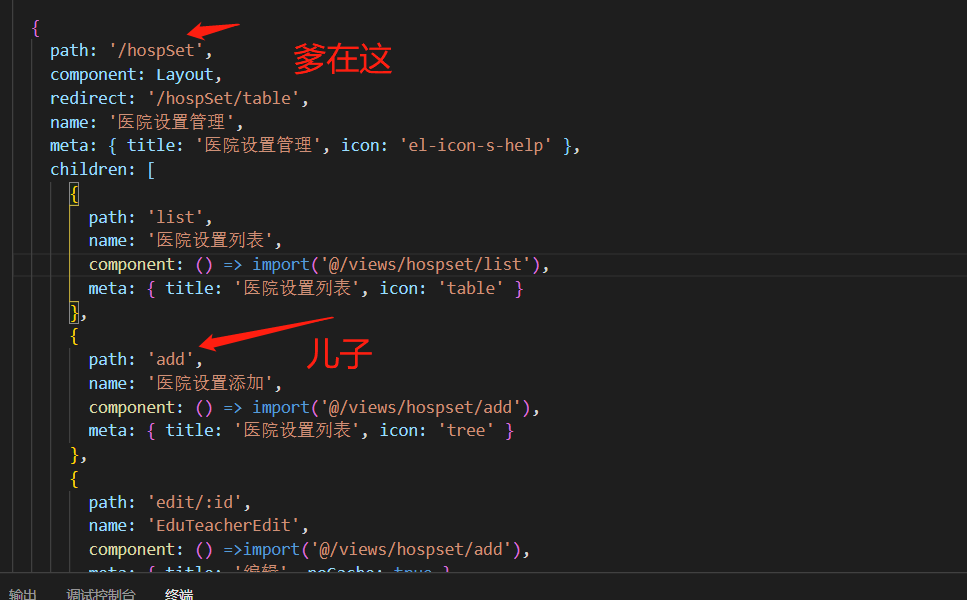 {
path: '/hospSet',
爹在这
component: Layout,
redirect: '/hospSet/table',
name: '医院设置管理',
meta: { title: '医院设置管理', icon: 'el-icon-s-help' },
children: [
{
path: 'list',
name: '医院设置列表',
component: () => import('@/views/hospset/list'),
meta: { title: '医院设置列表', icon: 'table' }
},
{
path: 'add',
儿子
name: '医院设置添加',
component: () => import('@/views/hospset/add'),
meta: { title: '医院设置列表', icon: 'tree' }
},
{
path: 'edit/:id',
name: 'EduTeacherEdit',
component: () =>import('@/views/hospset/add'),
meta: { title: '编辑', noCache: true }
输出 调试控制台 终端